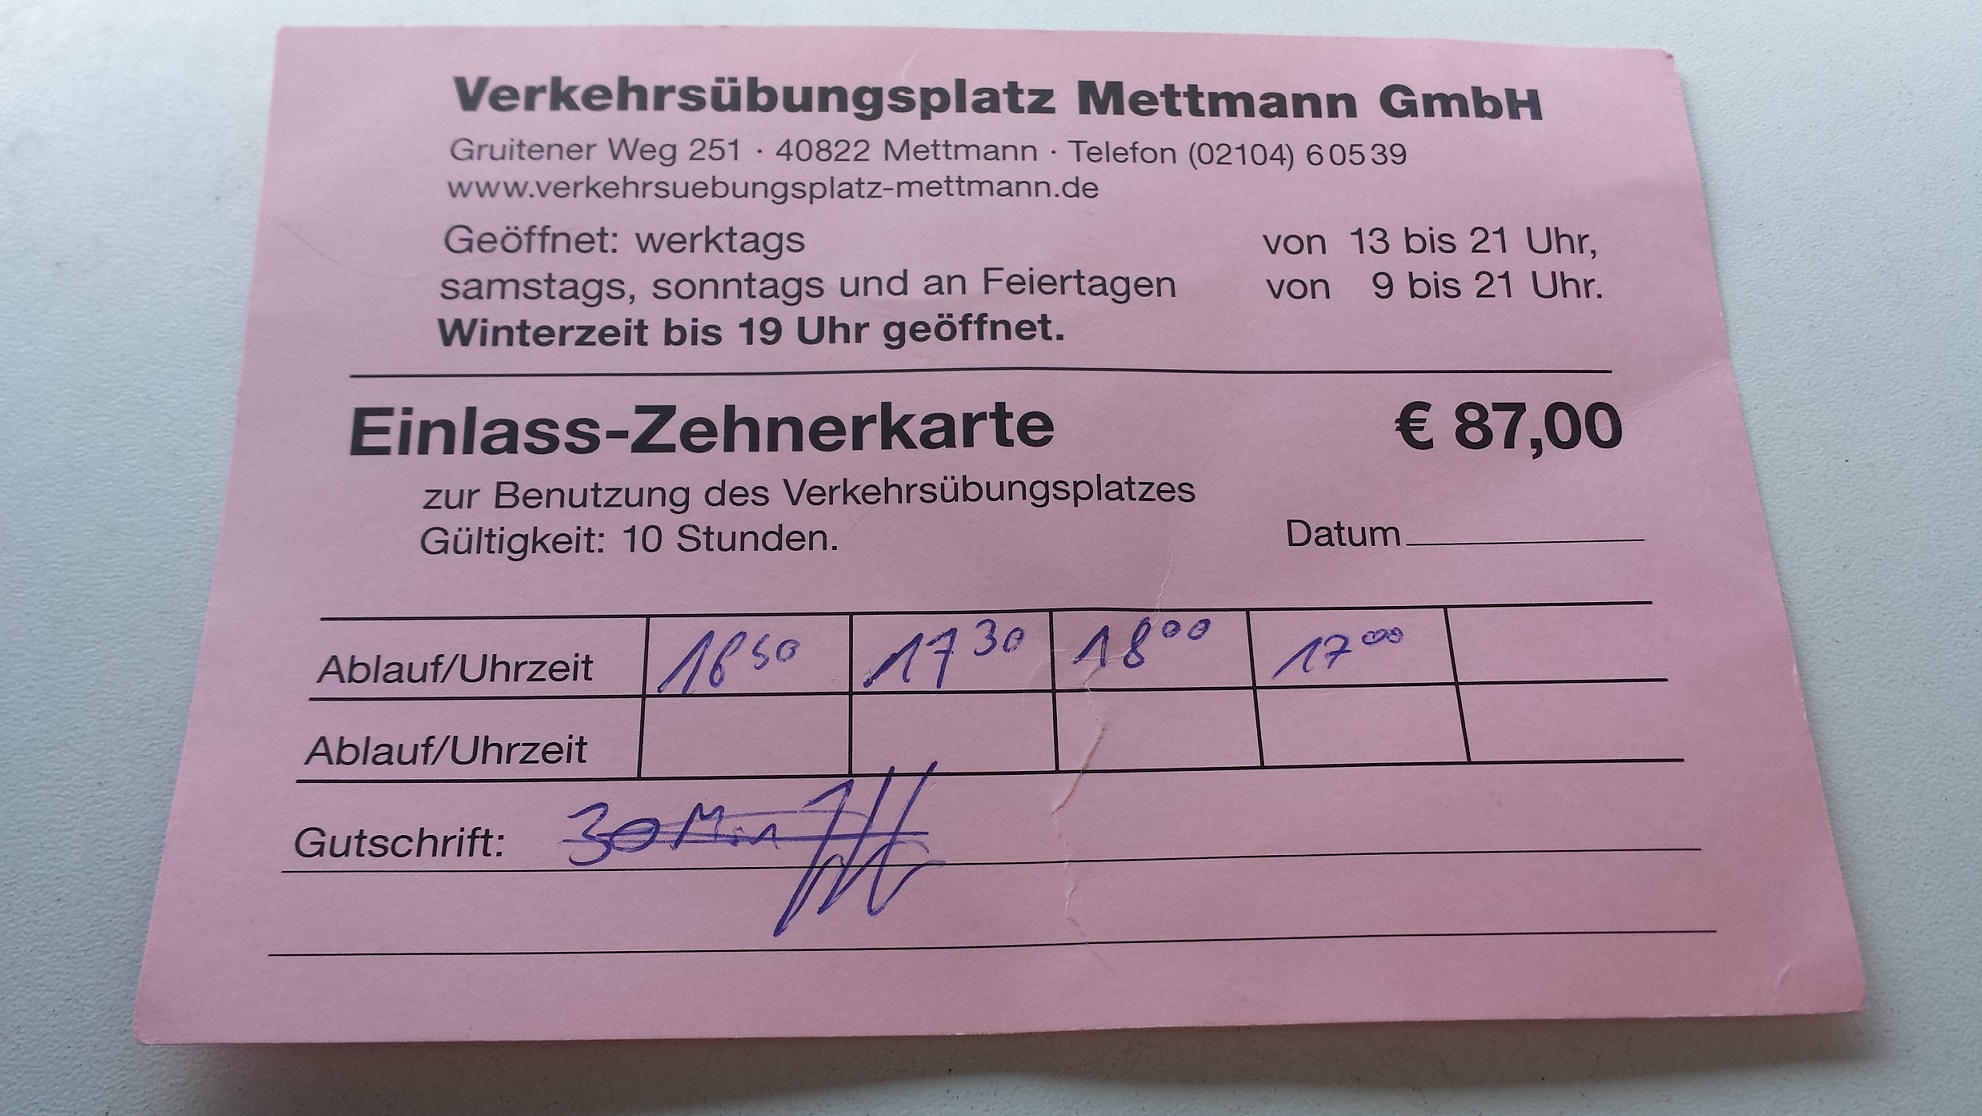 Verkehrsübungsplatz Mettmann GmbH
Gruitener Weg 251 · 40822 Mettmann · Telefon (02104) 60539
www.verkehrsuebungsplatz-mettmann.de
Geöffnet: werktags von 13 bis 21 Uhr,
samstags, sonntags und an Feiertagen von 9 bis 21 Uhr.
Winterzeit bis 19 Uhr geöffnet.
Einlass-Zehnerkarte € 87,00
zur Benutzung des Verkehrsübungsplatzes
Gültigkeit: 10 Stunden.
Datum
Ablauf/Uhrzeit 16 50 17 30 18 00 17 00
Ablauf/Uhrzeit
Gutschrift: 30 Min